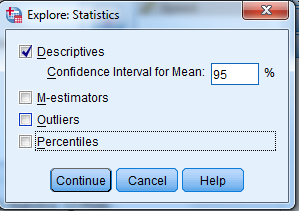 Explore: Statistics
Descriptives
Confidence Interval for Mean: 95 %
M-estimators
Outliers
Percentiles
Continue Cancel Help